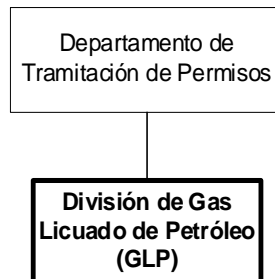 Departamento de
Tramitación de Permisos
División de Gas
Licuado de Petróleo
(GLP)